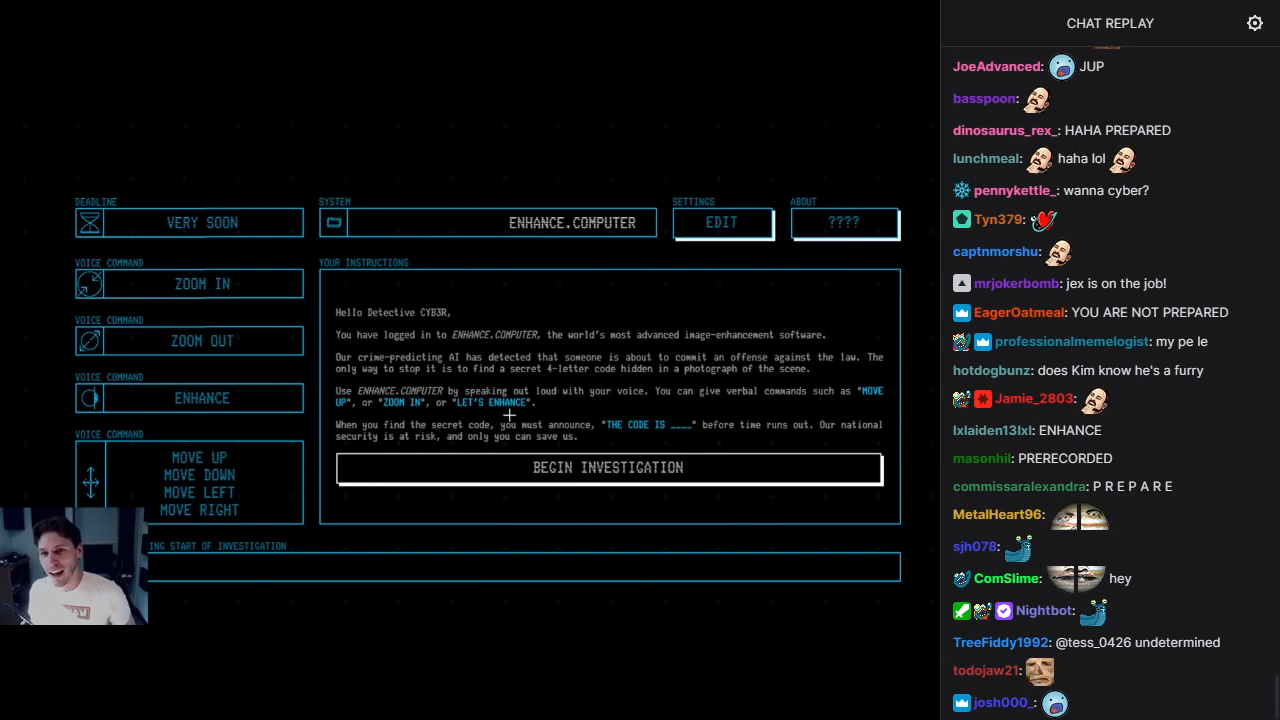 DEADLINE
VERY SOON
SYSTEM
ENHANCE.COMPUTER
SETTINGS
EDIT
ABOUT
????
VOICE COMMAND
ZOOM IN
VOICE COMMAND
ZOOM OUT
VOICE COMMAND
ENHANCE
VOICE COMMAND
MOVE UP
MOVE DOWN
MOVE LEFT
MOVE RIGHT
YOUR INSTRUCTIONS
Hello Detective CYB3R,
You have logged in to ENHANCE.COMPUTER, the world's most advanced image-enhancement software.
Our crime-predicting AI has detected that someone is about to commit an offense against the law. The
only way to stop it is to find a secret 4-letter code hidden in a photograph of the scene.
Use ENHANCE.COMPUTER by speaking out loud with your voice. You can give verbal commands such as "MOVE
UP", or "ZOOM IN", or "LET'S ENHANCE".
When you find the secret code, you must announce, "THE CODE IS ____" before time runs out. Our national
security is at risk, and only you can save us.
BEGIN INVESTIGATION
ING START OF INVESTIGATION
CHAT REPLAY
JoeAdvanced: JUP
basspoon:
dinosaurus_rex_: HAHA PREPARED
lunchmeal: haha lol
pennykettle_: wanna cyber?
Tyn379:
captnmorshu:
mrjokerbomb: jex is on the job!
EagerOatmeal: YOU ARE NOT PREPARED
professionalmemelogist: my pe le
hotdogbunz: does Kim know he's a furry
Jamie_2803:
lxlaiden13lxl: ENHANCE
masonhil: PRERECORDED
commissaralexandra: P R E P A R E
MetalHeart96:
sjh078:
ComSlime: hey
Nightbot:
TreeFiddy1992: @tess_0426 undetermined
todojaw21:
josh000_: